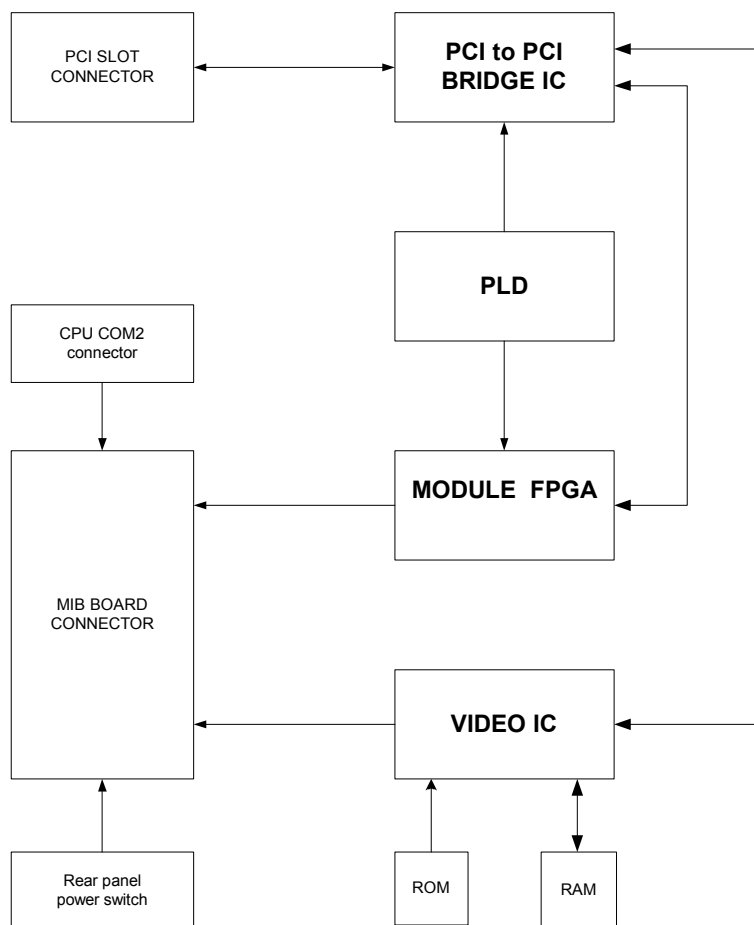 PCI SLOT
CONNECTOR
PCI to PCI
BRIDGE IC
PLD
CPU COM2
connector
MODULE FPGA
MIB BOARD
CONNECTOR
VIDEO IC
Rear panel
power switch
ROM
RAM